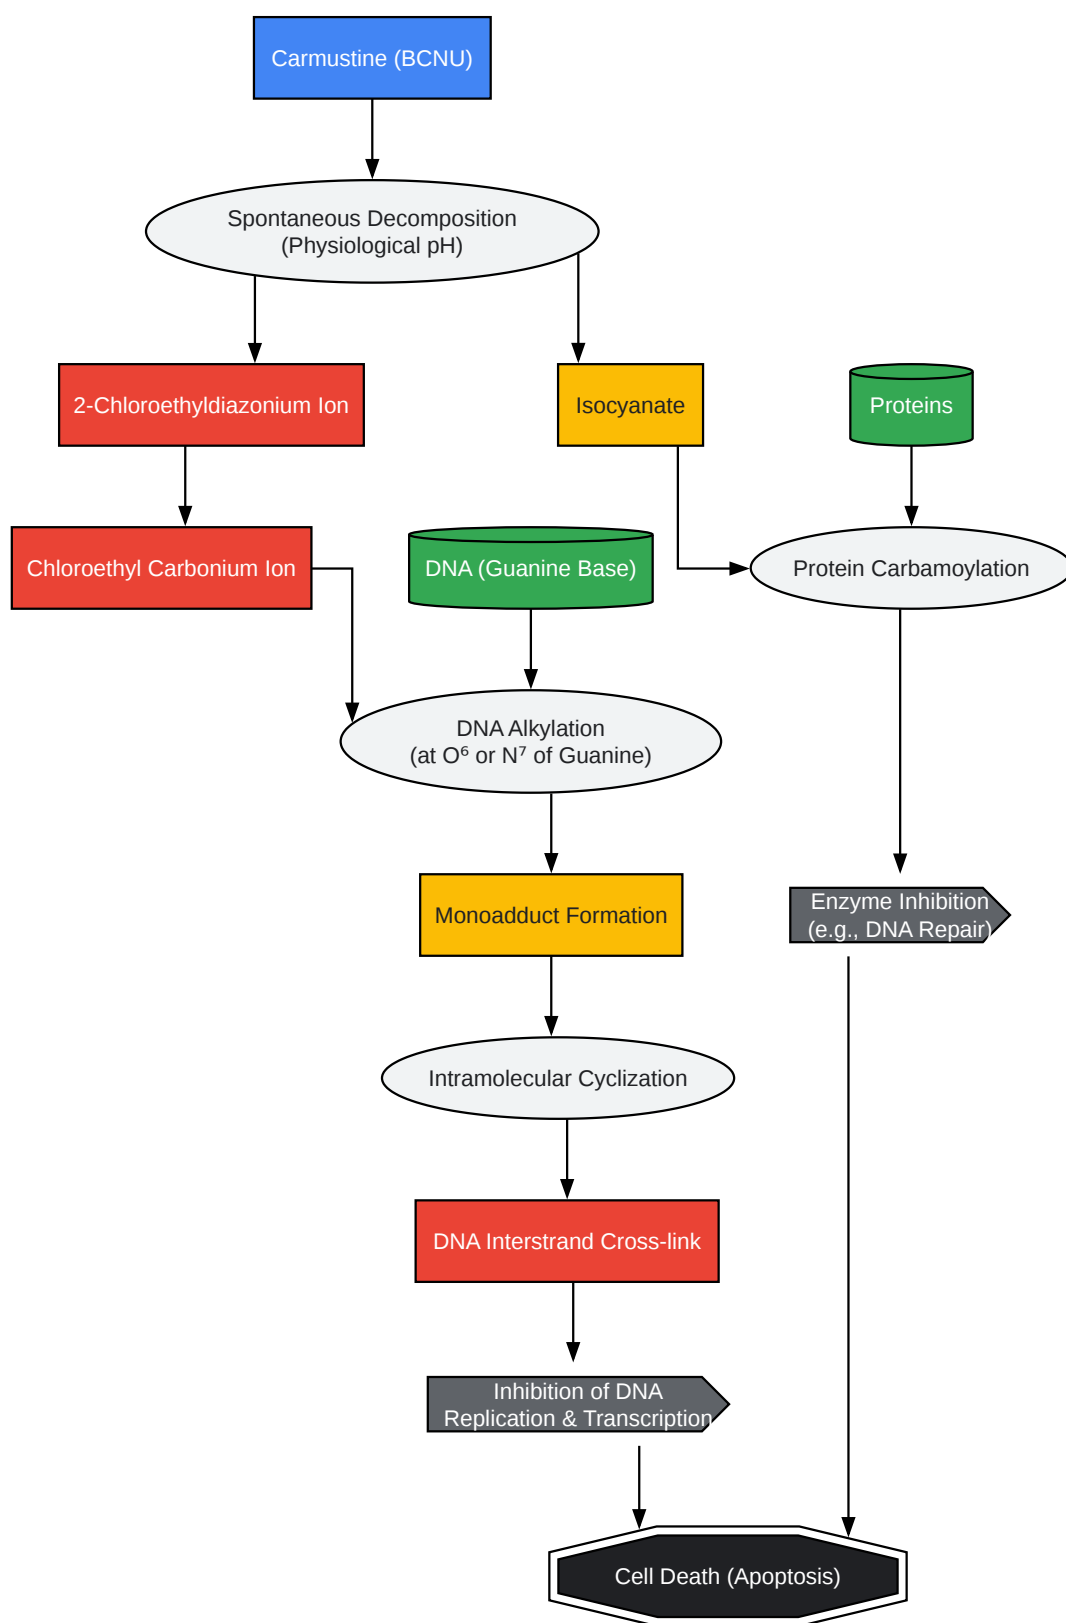 Carmustine (BCNU)
Spontaneous Decomposition
(Physiological pH)
2-Chloroethyldiazonium Ion
Isocyanate
Proteins
Chloroethyl Carbonium Ion
DNA (Guanine Base)
Protein Carbamoylation
DNA Alkylation
(at O⁶ or N⁷ of Guanine)
Monoadduct Formation
Enzyme Inhibition
(e.g., DNA Repair)
Intramolecular Cyclization
DNA Interstrand Cross-link
Inhibition of DNA
Replication & Transcription
Cell Death (Apoptosis)